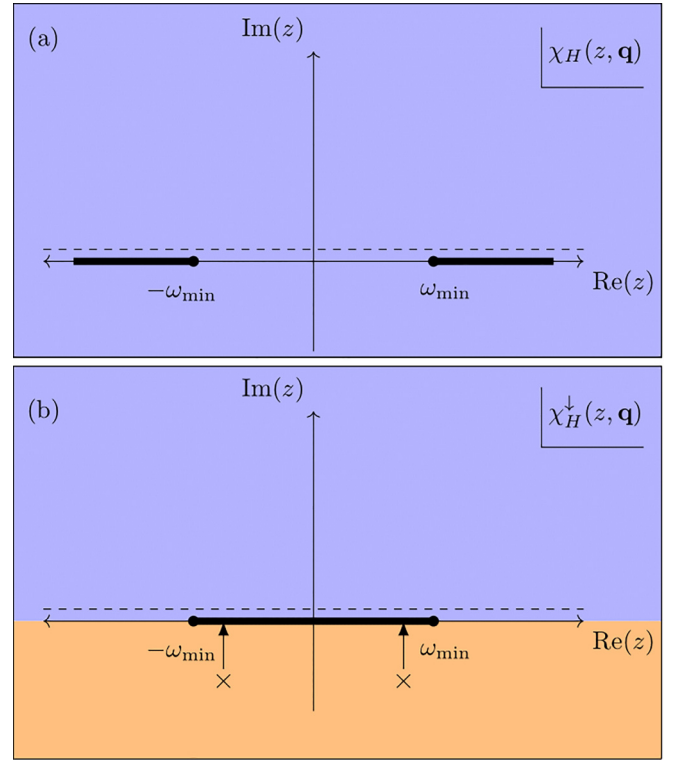 (a)
Im(z)
χ_H(z, q)
−ω_min
ω_min
Re(z)
(b)
Im(z)
χ_H^↓(z, q)
−ω_min
ω_min
Re(z)